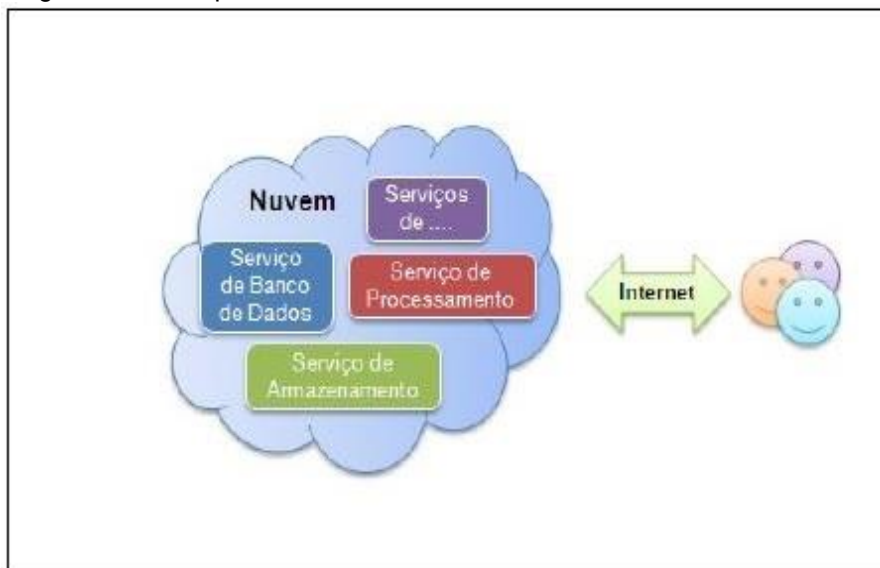 Nuvem
Serviços
de ....
Serviço
de Banco
de Dados
Serviço de
Processamento
Serviço de
Armazenamento
Internet